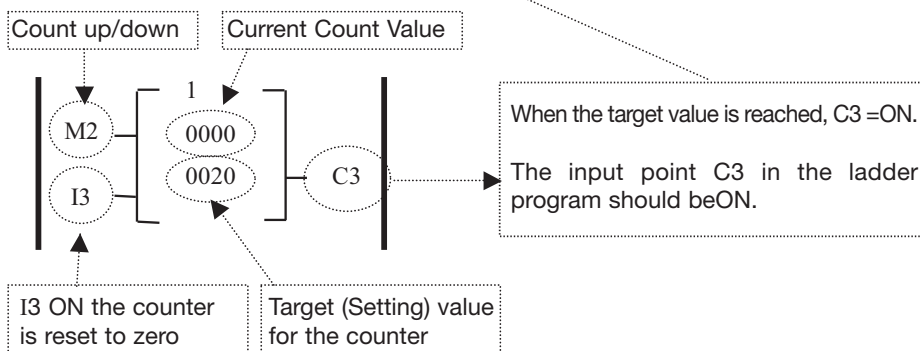 Count up/down
Current Count Value
1
M2
0000
0020
I3
C3
When the target value is reached, C3 =ON.
The input point C3 in the ladder
program should beON.
I3 ON the counter
is reset to zero
Target (Setting) value
for the counter